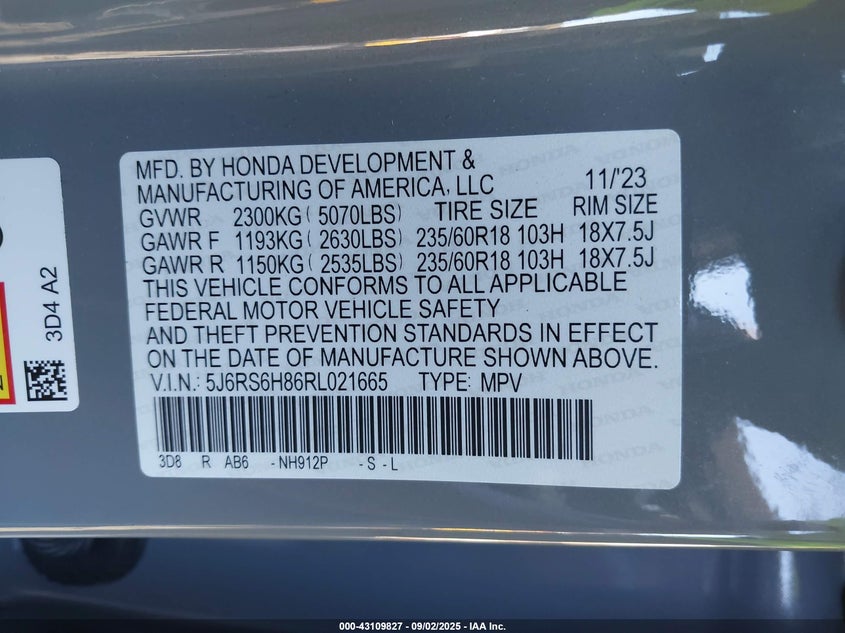 MFD. BY HONDA DEVELOPMENT &
MANUFACTURING OF AMERICA, LLC 11/'23
GVWR 2300KG ( 5070LBS) TIRE SIZE RIM SIZE
GAWR F 1193KG ( 2630LBS) 235/60R18 103H 18X7.5J
GAWR R 1150KG ( 2535LBS) 235/60R18 103H 18X7.5J
THIS VEHICLE CONFORMS TO ALL APPLICABLE
FEDERAL MOTOR VEHICLE SAFETY
AND THEFT PREVENTION STANDARDS IN EFFECT
ON THE DATE OF MANUFACTURE SHOWN ABOVE.
V.I.N.: 5J6RS6H86RL021665 TYPE: MPV
3D8 R AB6 -NH912P -S-L
3D4 A2
000-43109827 - 09/02/2025 - IAA Inc.